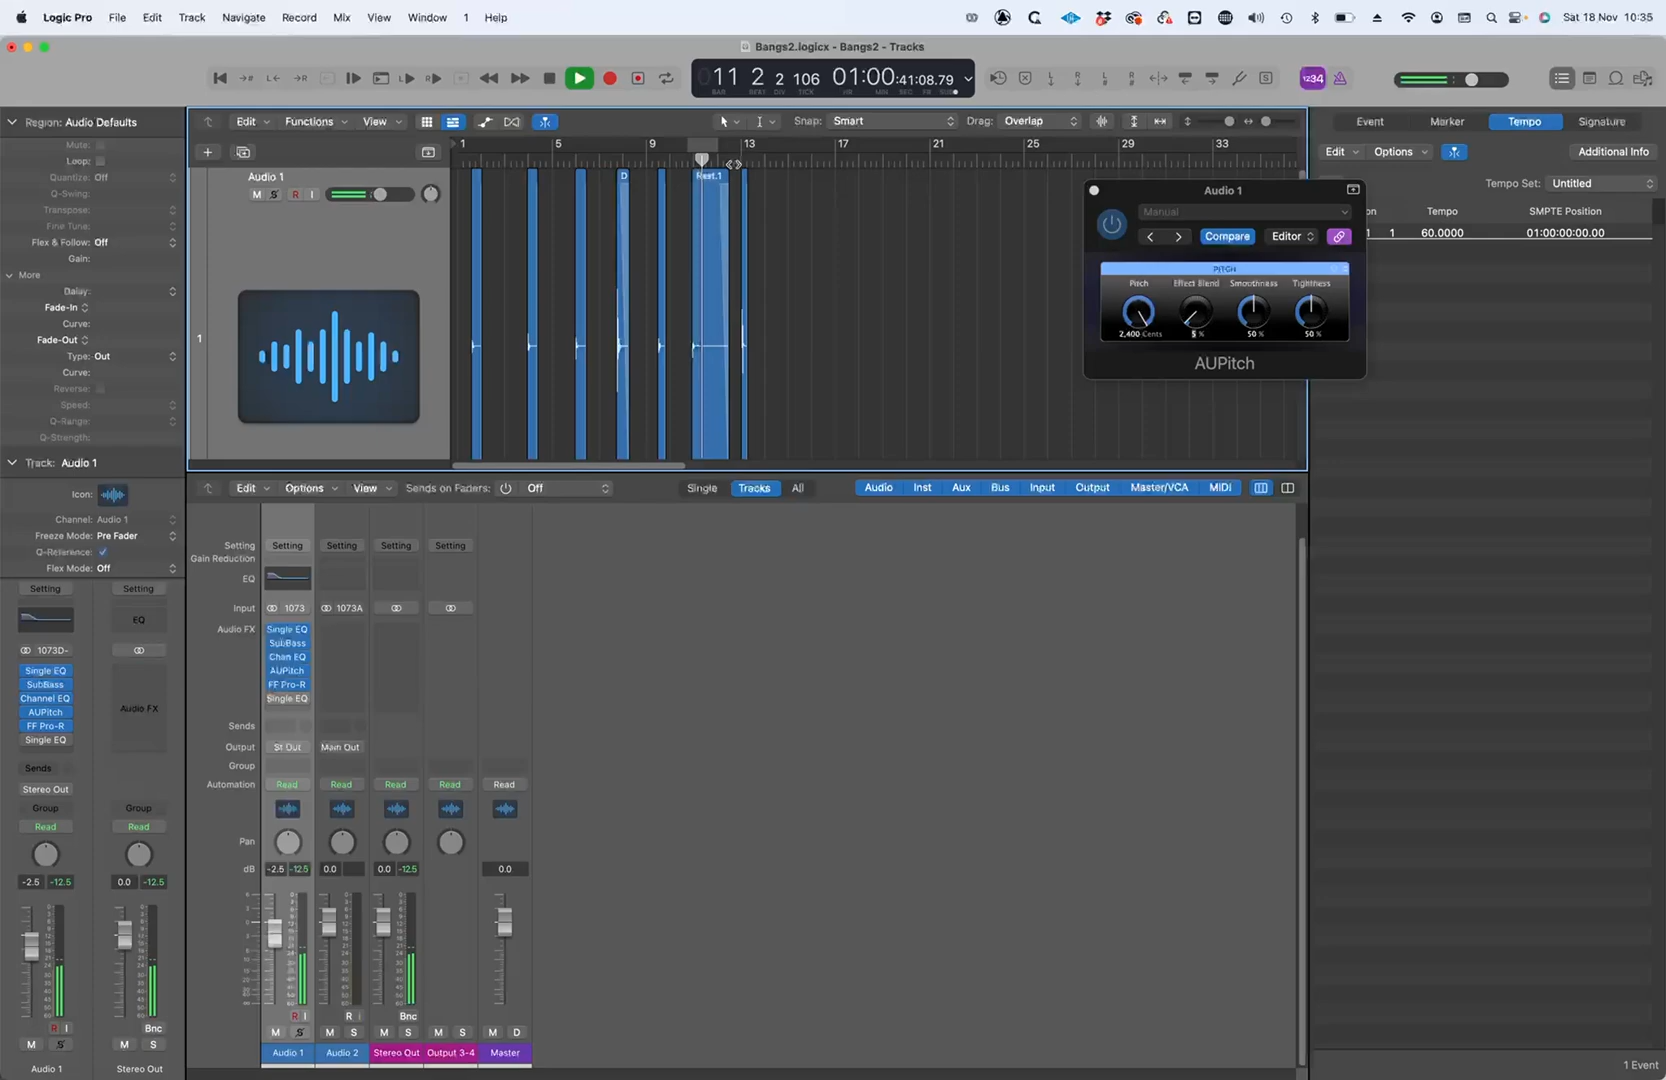 Logic Pro File Edit Track Navigate Record Mix View Window 1 Help
Sat 18 Nov 10:35
Bangs2.logicx - Bangs2 - Tracks
11 2 2 106 01:00:41:08.79
BAR BEAT DIV TICK HR MIN SEC FR SUB
1234
Region: Audio Defaults
Mute:
Loop:
Quantize: Off
Q-Swing:
Transpose:
Fine Tune:
Flex & Follow: Off
Gain:
More
Delay:
Fade-In
Curve:
Fade-Out
Type: Out
Curve:
Reverse:
Speed:
Q-Range:
Q-Strength:
Track: Audio 1
Icon:
Channel: Audio 1
Freeze Mode: Pre Fader
Q-Reference:
Flex Mode: Off
Setting Setting
EQ
1073D-
Single EQ
SubBass
Channel EQ
AUPitch
FF Pro-R
Single EQ
Audio FX
Sends
Stereo Out
Group Group
Read Read
-2.5 -12.5 0.0 -12.5
R I Bnc
M S M S
Audio 1 Stereo Out
Edit Functions View
Snap: Smart
Drag: Overlap
1 5 9 13 17 21 25 29 33
Audio 1
M S R I
1
D
Rest.1
Audio 1
Manual
Compare
Editor
PITCH
Pitch Effect Blend Smoothness Tightness
2,400 Cents 5 % 50 % 50 %
AUPitch
Event Marker Tempo Signature
Edit Options Additional Info
Tempo Set: Untitled
on Tempo SMPTE Position
1 1 60.0000 01:00:00:00.00
Edit Options View Sends on Faders: Off
Single Tracks All
Audio Inst Aux Bus Input Output Master/VCA MIDI
Setting Setting Setting Setting Setting
Gain Reduction
EQ
Input 1073 1073A
Audio FX Single EQ
SubBass
Chan EQ
AUPitch
FF Pro-R
Single EQ
Sends
Output St Out Main Out
Group
Automation Read Read Read Read Read
Pan
dB -2.5 -12.5 0.0 0.0 -12.5 0.0
R I R I Bnc
M S M S M S M S M D
Audio 1 Audio 2 Stereo Out Output 3-4 Master
1 Event